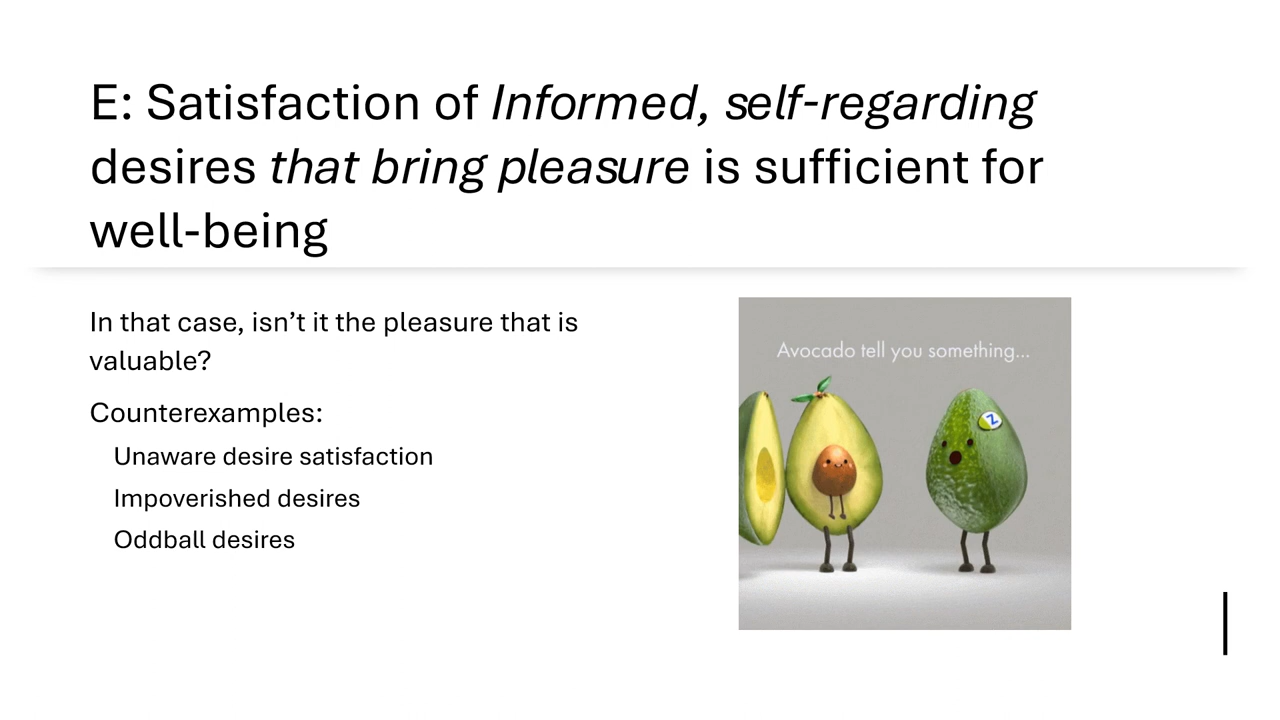 E: Satisfaction of Informed, self-regarding
desires that bring pleasure is sufficient for
well-being
In that case, isn’t it the pleasure that is
valuable?
Counterexamples:
Unaware desire satisfaction
Impoverished desires
Oddball desires
Avocado tell you something...
Z